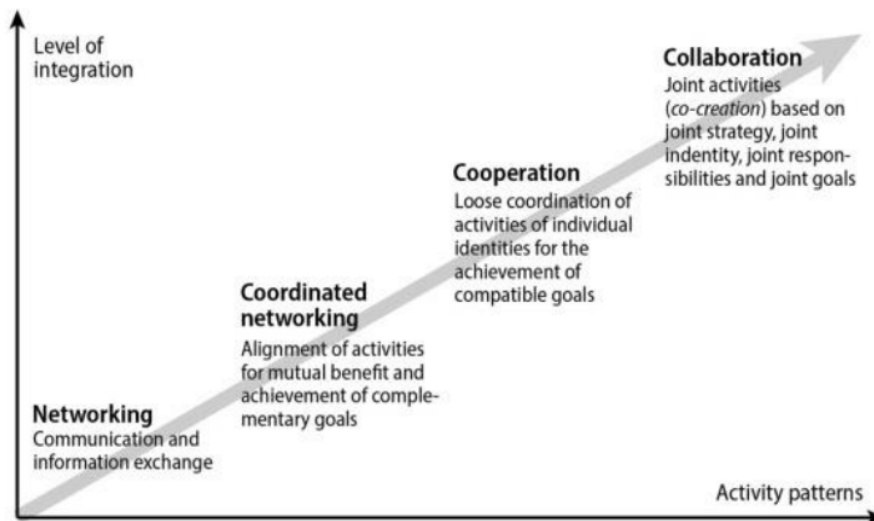 Level of
integration
Collaboration
Joint activities
(co-creation) based on
joint strategy, joint
indentity, joint respon-
sibilities and joint goals
Cooperation
Loose coordination of
activities of individual
identities for the
achievement of
compatible goals
Coordinated
networking
Alignment of activities
for mutual benefit and
achievement of comple-
mentary goals
Networking
Communication and
information exchange
Activity patterns